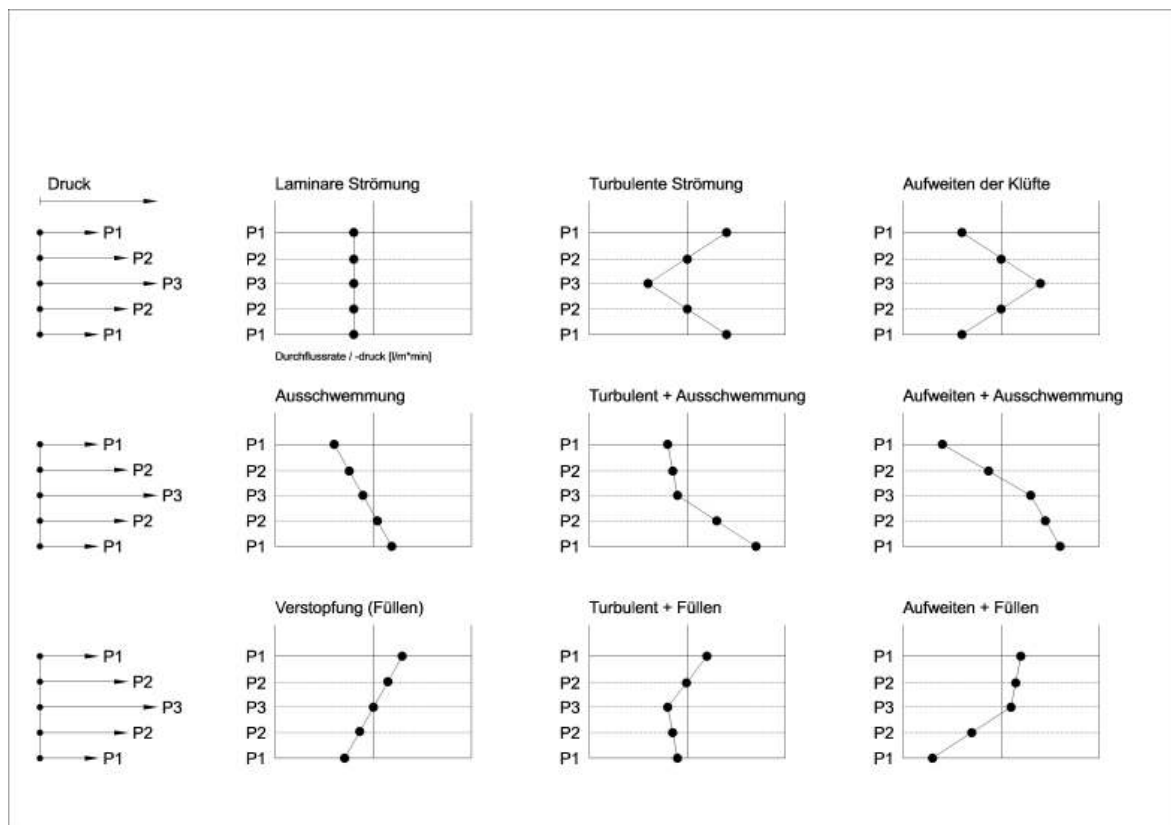 Druck
P1
P2
P3
P2
P1
Laminare Strömung
P1
P2
P3
P2
P1
Durchflussrate / -druck [l/m*min]
Turbulente Strömung
P1
P2
P3
P2
P1
Aufweiten der Klüfte
P1
P2
P3
P2
P1
P1
P2
P3
P2
P1
Ausschwemmung
P1
P2
P3
P2
P1
Turbulent + Ausschwemmung
P1
P2
P3
P2
P1
Aufweiten + Ausschwemmung
P1
P2
P3
P2
P1
P1
P2
P3
P2
P1
Verstopfung (Füllen)
P1
P2
P3
P2
P1
Turbulent + Füllen
P1
P2
P3
P2
P1
Aufweiten + Füllen
P1
P2
P3
P2
P1